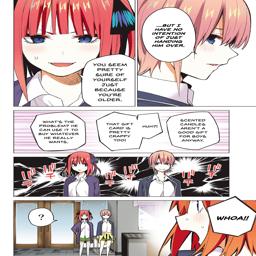 ...BUT I HAVE
NO INTENTION
OF JUST
HANDING
HIM OVER.
YOU SEEM
PRETTY
SURE OF
YOURSELF
JUST
BECAUSE
YOU'RE
OLDER.
SCENTED
CANDLES
AREN'T A
GOOD GIFT
FOR BOYS
ANYWAY.
HUH?!
THAT GIFT
CARD IS
PRETTY
CRAPPY
TOO!
WHAT'S THE
PROBLEM? HE
CAN USE IT TO
BUY WHATEVER
HE REALLY
WANTS.
?
WHOA!!